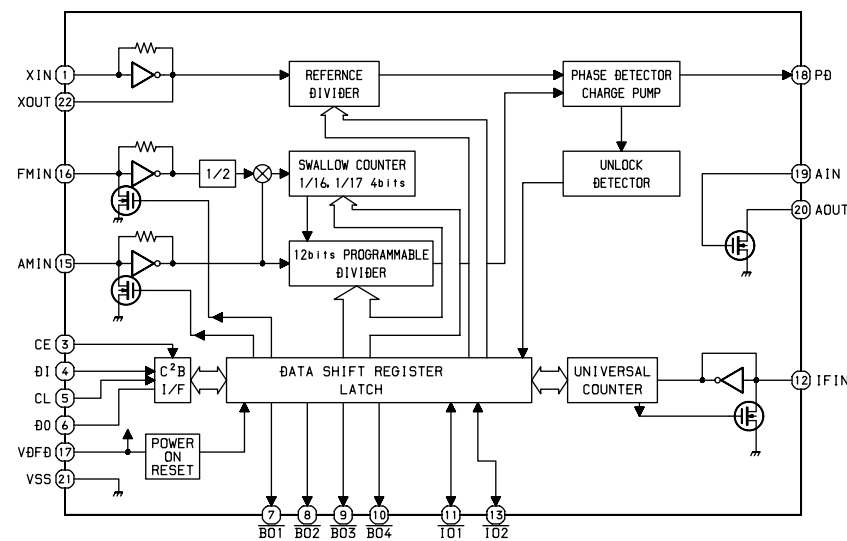 XIN 1
XOUT 22
REFERNCE
DIVIDER
PHASE DETECTOR
CHARGE PUMP
18 PD
FMIN 16
1/2
SWALLOW COUNTER
1/16, 1/17 4bits
UNLOCK
DETECTOR
19 AIN
20 AOUT
AMIN 15
12bits PROGRAMMABLE
DIVIDER
CE 3
DI 4
CL 5
DO 6
VDFD 17
VSS 21
C²B
I/F
DATA SHIFT REGISTER
LATCH
UNIVERSAL
COUNTER
12 IFIN
POWER
ON
RESET
7 8 9 10 11 13
BO1 BO2 BO3 BO4 IO1 IO2